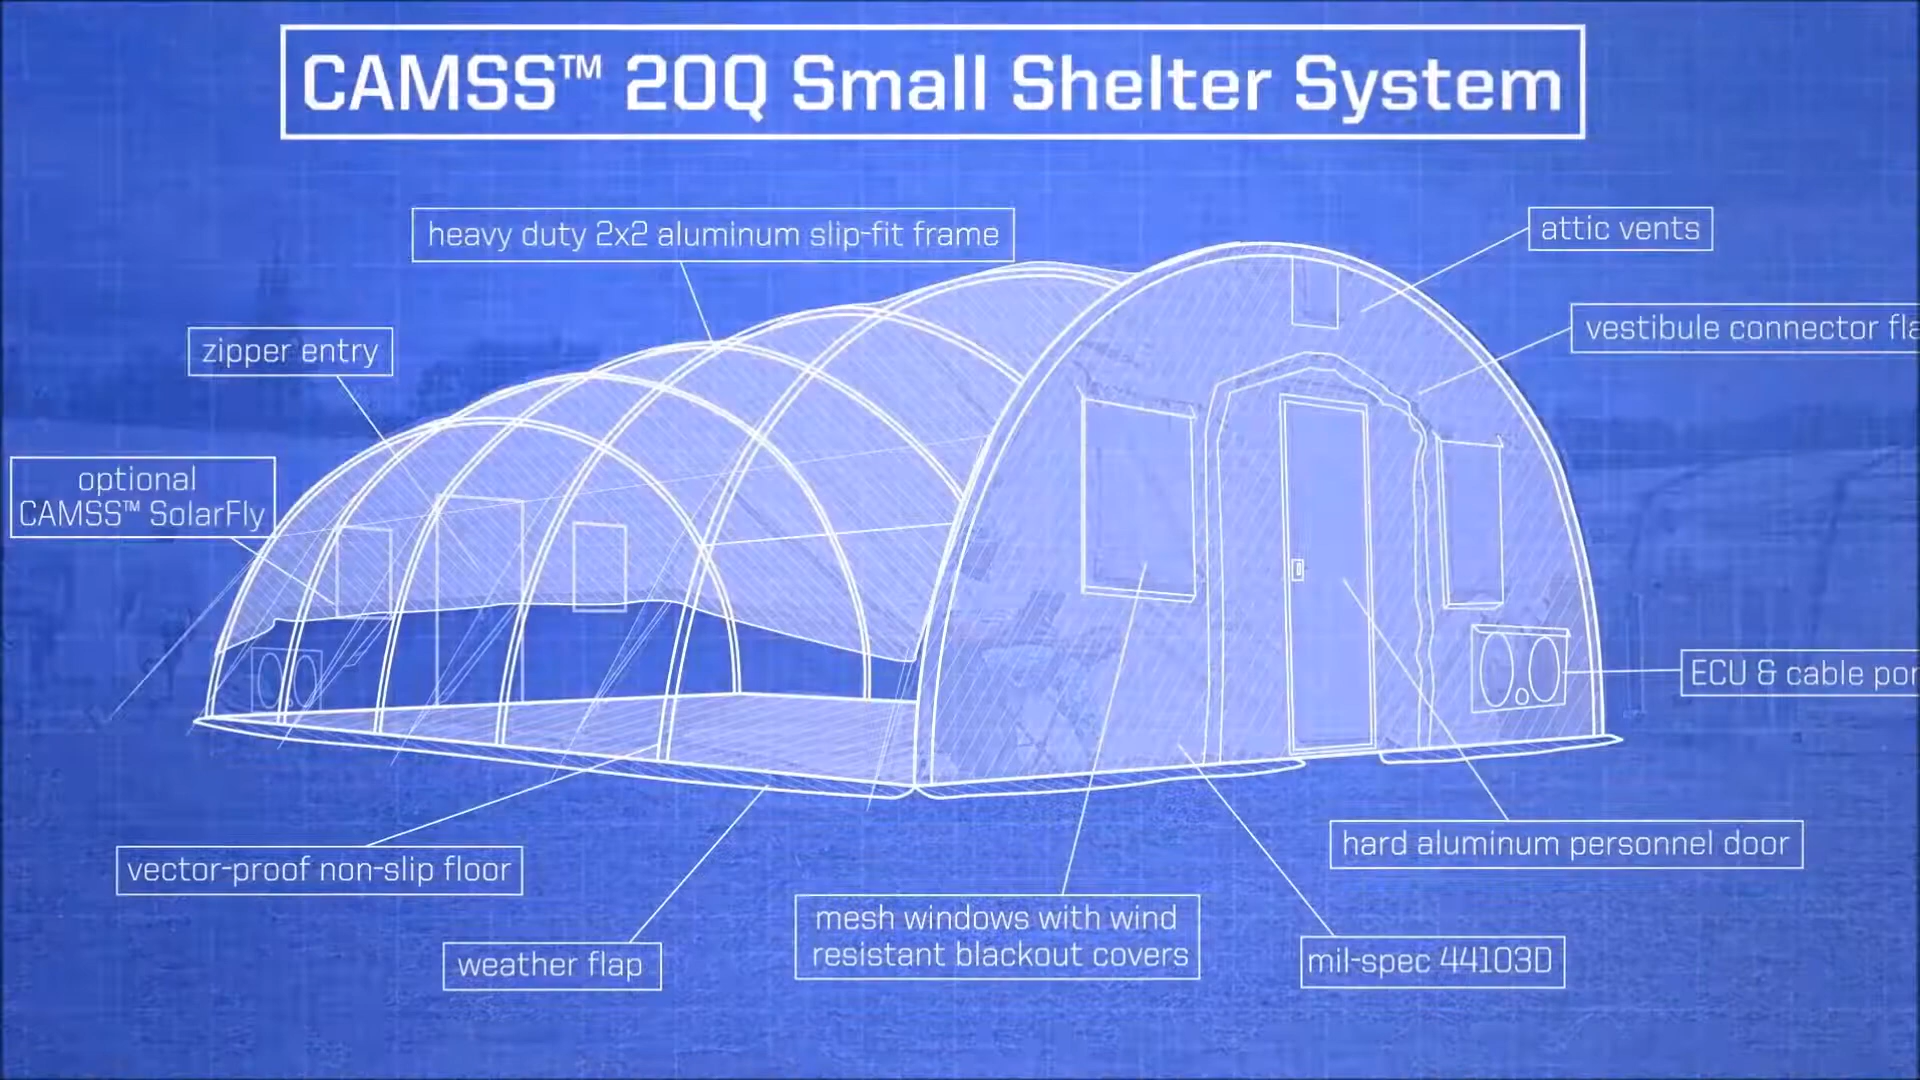 CAMSS™ 20Q Small Shelter System
heavy duty 2x2 aluminum slip-fit frame
attic vents
vestibule connector
zipper entry
optional
CAMSS™ SolarFly
ECU & cable
hard aluminum personnel door
vector-proof non-slip floor
mesh windows with wind
resistant blackout covers
weather flap
mil-spec 44103D